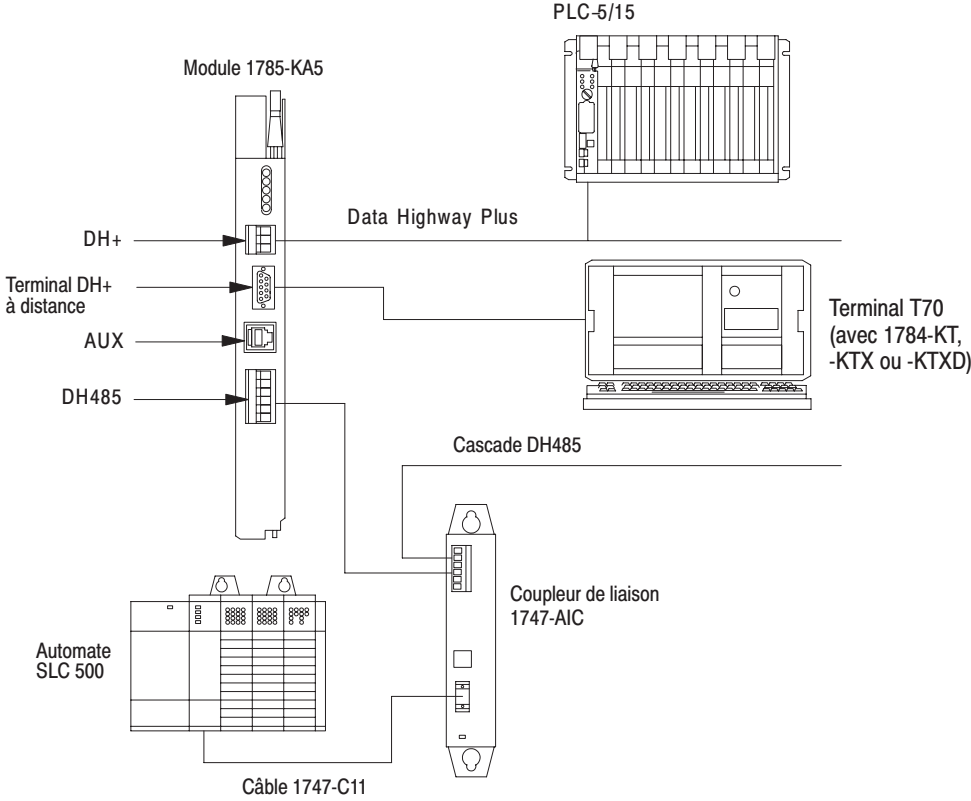 PLC-5/15
Module 1785-KA5
Data Highway Plus
DH+
Terminal DH+
à distance
AUX
DH485
Terminal T70
(avec 1784-KT,
-KTX ou -KTXD)
Cascade DH485
Coupleur de liaison
1747-AIC
Automate
SLC 500
Câble 1747-C11